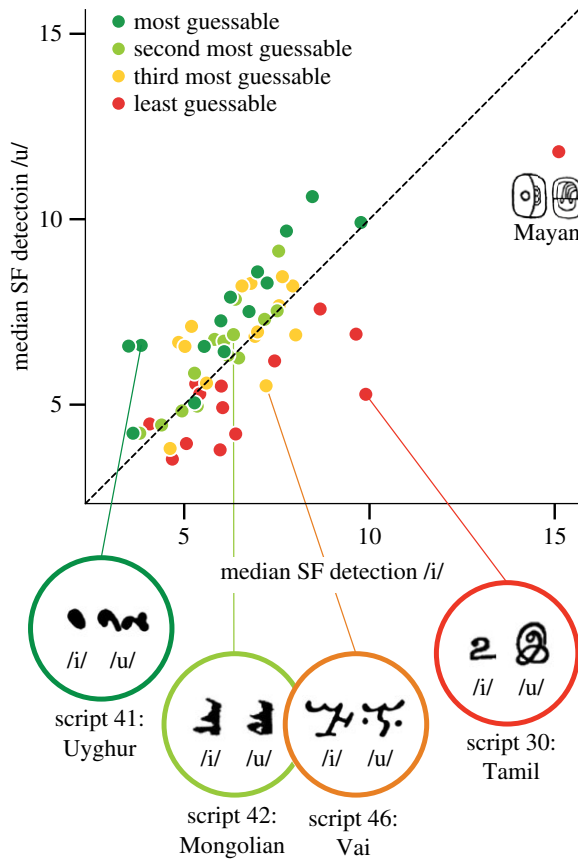 15
10
5
median SF detectoin /u/
most guessable
second most guessable
third most guessable
least guessable
Mayan
5
10
15
median SF detection /i/
/i/ /u/
script 41:
Uyghur
/i/ /u/
script 42:
Mongolian
/i/ /u/
script 46:
Vai
/i/ /u/
script 30:
Tamil